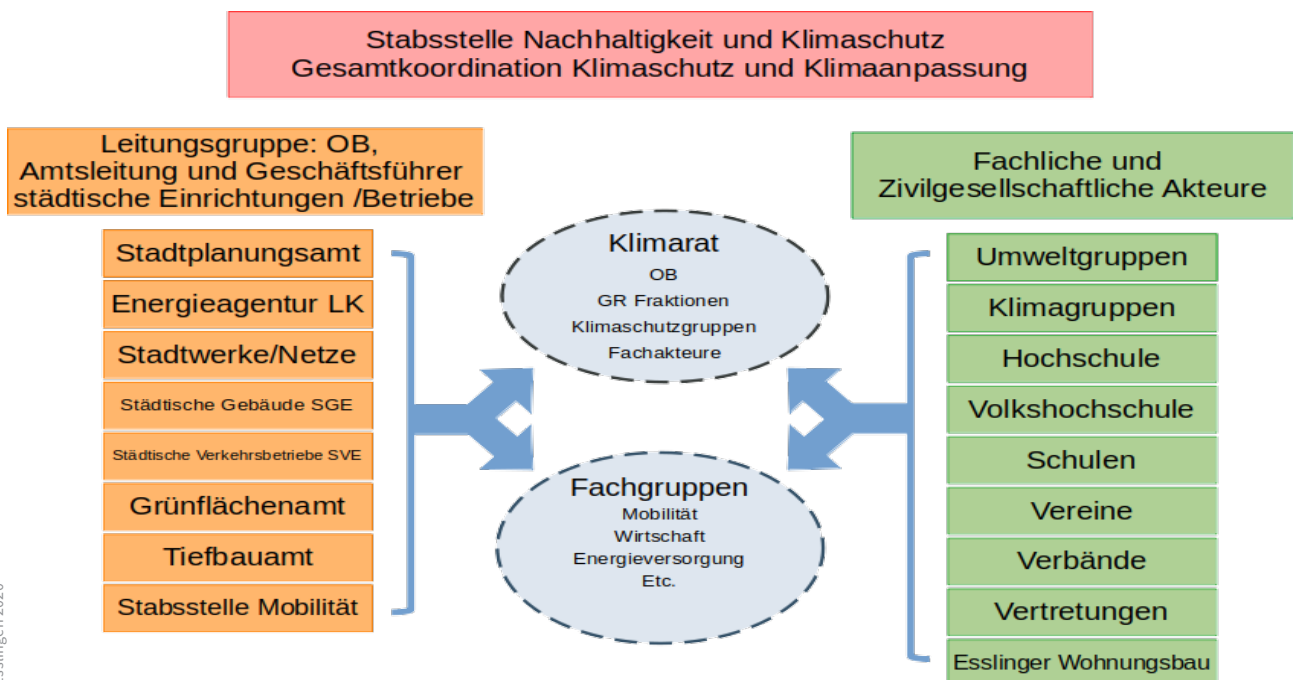 Stabsstelle Nachhaltigkeit und Klimaschutz
Gesamtkoordination Klimaschutz und Klimaanpassung
Leitungsgruppe: OB,
Amtsleitung und Geschäftsführer
städtische Einrichtungen /Betriebe
Stadtplanungsamt
Energieagentur LK
Stadtwerke/Netze
Städtische Gebäude SGE
Städtische Verkehrsbetriebe SVE
Grünflächenamt
Tiefbauamt
Stabsstelle Mobilität
Klimarat
OB
GR Fraktionen
Klimaschutzgruppen
Fachakteure
Fachgruppen
Mobilität
Wirtschaft
Energieversorgung
Etc.
Fachliche und
Zivilgesellschaftliche Akteure
Umweltgruppen
Klimagruppen
Hochschule
Volkshochschule
Schulen
Vereine
Verbände
Vertretungen
Esslinger Wohnungsbau